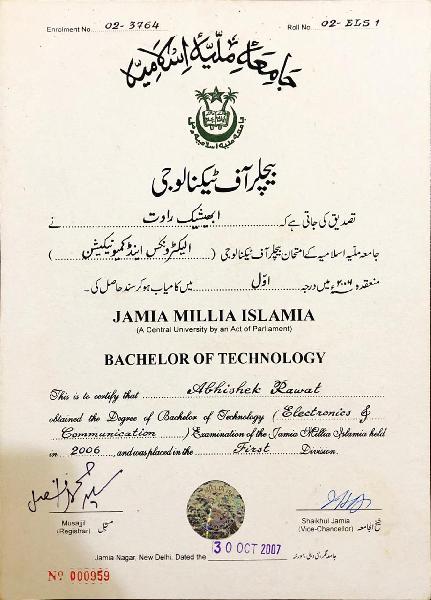 Enrolment No. 02-3764 Roll No. 02-ELS 1
جامعہ ملیہ اسلامیہ
جامعہ ملیہ اسلامیہ دہلی
بیچلر آف ٹیکنالوجی
تصدیق کی جاتی ہے کہ ابھیشیک راوت نے
جامعہ ملیہ اسلامیہ کے امتحان بیچلر آف ٹیکنالوجی (الیکٹرونکس اینڈ کمیونیکیشن)
منعقدہ ۲۰۰۶ء میں درجہ اوّل میں کامیاب ہو کر سند حاصل کی۔
JAMIA MILLIA ISLAMIA
(A Central University by an Act of Parliament)
BACHELOR OF TECHNOLOGY
This is to certify that Abhishek Rawat
obtained the Degree of Bachelor of Technology (Electronics &
Communication) Examination of the Jamia Millia Islamia held
in 2006 and was placed in the First Division.
Musajjil مسجل
(Registrar)
Shaikhul Jamia شیخ الجامعہ
(Vice-Chancellor)
Jamia Nagar, New Delhi, Dated the 30 OCT 2007 جامعہ نگر نئی دہلی، مورخہ
No 000959